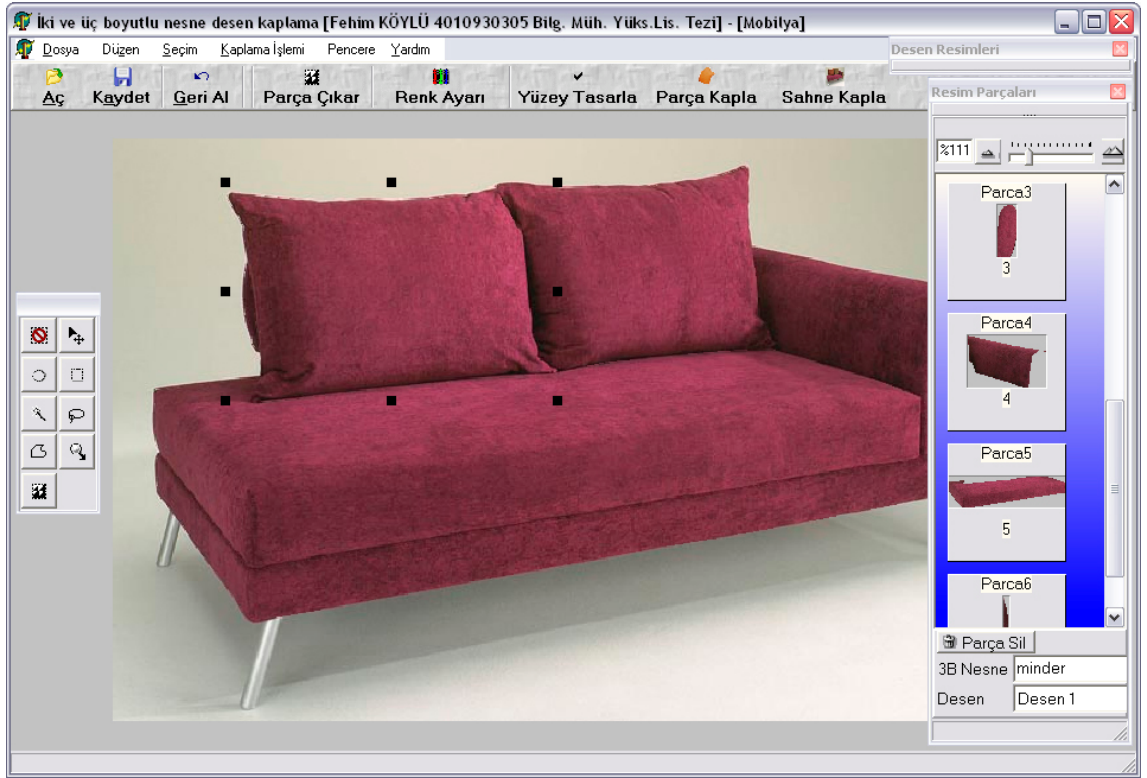 İki ve üç boyutlu nesne desen kaplama [Fehim KÖYLÜ 4010930305 Bilg. Müh. Yüks.Lis. Tezi] - [Mobilya]
Dosya Düzen Seçim Kaplama İşlemi Pencere Yardım
Desen Resimleri
Aç Kaydet Geri Al Parça Çıkar Renk Ayarı Yüzey Tasarla Parça Kapla Sahne Kapla
Resim Parçaları
%111
Parca3
3
Parca4
4
Parca5
5
Parca6
Parça Sil
3B Nesne minder
Desen Desen 1